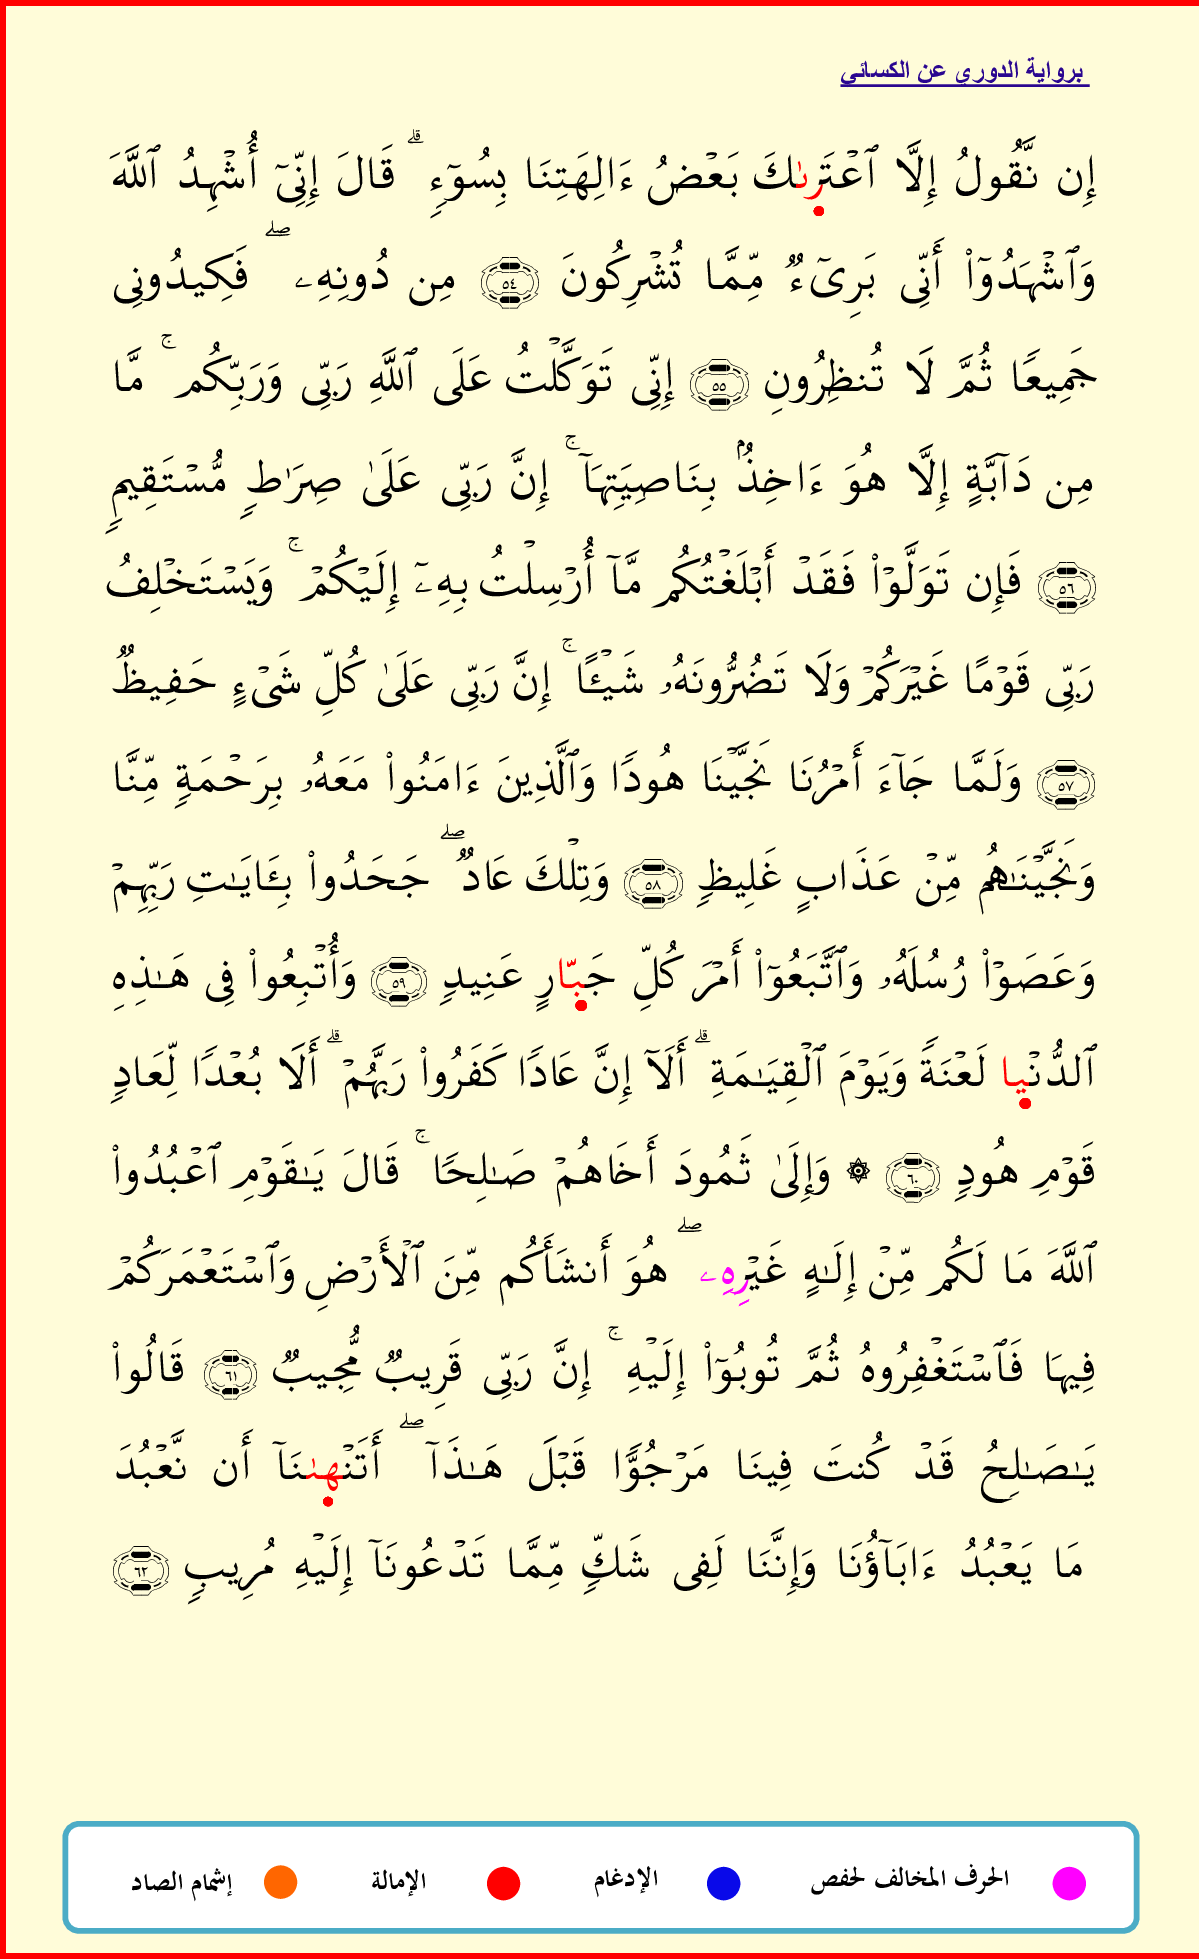 برواية الدوري عن الكسائي
إِن نَّقُولُ إِلَّا ٱعۡتَرِىٰكَ بَعۡضُ ءَالِهَتِنَا بِسُوٓءٖۗ قَالَ إِنِّيٓ أُشۡهِدُ ٱللَّهَ
وَٱشۡهَدُوٓاْ أَنِّي بَرِيٓءٞ مِّمَّا تُشۡرِكُونَ ٥٤ مِن دُونِهِۦۖ فَكِيدُونِي
جَمِيعٗا ثُمَّ لَا تُنظِرُونِ ٥٥ إِنِّي تَوَكَّلۡتُ عَلَى ٱللَّهِ رَبِّي وَرَبِّكُمۚ مَّا
مِن دَآبَّةٍ إِلَّا هُوَ ءَاخِذُۢ بِنَاصِيَتِهَآۚ إِنَّ رَبِّي عَلَىٰ صِرَٰطٖ مُّسۡتَقِيمٖ
٥٦ فَإِن تَوَلَّوۡاْ فَقَدۡ أَبۡلَغۡتُكُم مَّآ أُرۡسِلۡتُ بِهِۦٓ إِلَيۡكُمۡۚ وَيَسۡتَخۡلِفُ
رَبِّي قَوۡمًا غَيۡرَكُمۡ وَلَا تَضُرُّونَهُۥ شَيۡـًٔاۚ إِنَّ رَبِّي عَلَىٰ كُلِّ شَيۡءٍ حَفِيظٞ
٥٧ وَلَمَّا جَآءَ أَمۡرُنَا نَجَّيۡنَا هُودٗا وَٱلَّذِينَ ءَامَنُواْ مَعَهُۥ بِرَحۡمَةٖ مِّنَّا
وَنَجَّيۡنَٰهُم مِّنۡ عَذَابٍ غَلِيظٖ ٥٨ وَتِلۡكَ عَادٞۖ جَحَدُواْ بِـَٔايَٰتِ رَبِّهِمۡ
وَعَصَوۡاْ رُسُلَهُۥ وَٱتَّبَعُوٓاْ أَمۡرَ كُلِّ جَبّارٍ عَنِيدٖ ٥٩ وَأُتۡبِعُواْ فِي هَٰذِهِ
ٱلدُّنۡيا لَعۡنَةٗ وَيَوۡمَ ٱلۡقِيَٰمَةِۗ أَلَآ إِنَّ عَادٗا كَفَرُواْ رَبَّهُمۡۗ أَلَا بُعۡدٗا لِّعَادٖ
قَوۡمِ هُودٖ ٦٠ ۞ وَإِلَىٰ ثَمُودَ أَخَاهُمۡ صَٰلِحٗاۚ قَالَ يَٰقَوۡمِ ٱعۡبُدُواْ
ٱللَّهَ مَا لَكُم مِّنۡ إِلَٰهٍ غَيۡرِهِۦۖ هُوَ أَنشَأَكُم مِّنَ ٱلۡأَرۡضِ وَٱسۡتَعۡمَرَكُمۡ
فِيهَا فَٱسۡتَغۡفِرُوهُ ثُمَّ تُوبُوٓاْ إِلَيۡهِۚ إِنَّ رَبِّي قَرِيبٞ مُّجِيبٞ ٦١ قَالُواْ
يَٰصَٰلِحُ قَدۡ كُنتَ فِينَا مَرۡجُوّٗا قَبۡلَ هَٰذَآۖ أَتَنۡهىٰنَآ أَن نَّعۡبُدَ
مَا يَعۡبُدُ ءَابَآؤُنَا وَإِنَّنَا لَفِي شَكّٖ مِّمَّا تَدۡعُونَآ إِلَيۡهِ مُرِيبٖ ٦٢
الحرف المخالف لحفص الإدغام الإمالة إشمام الصاد